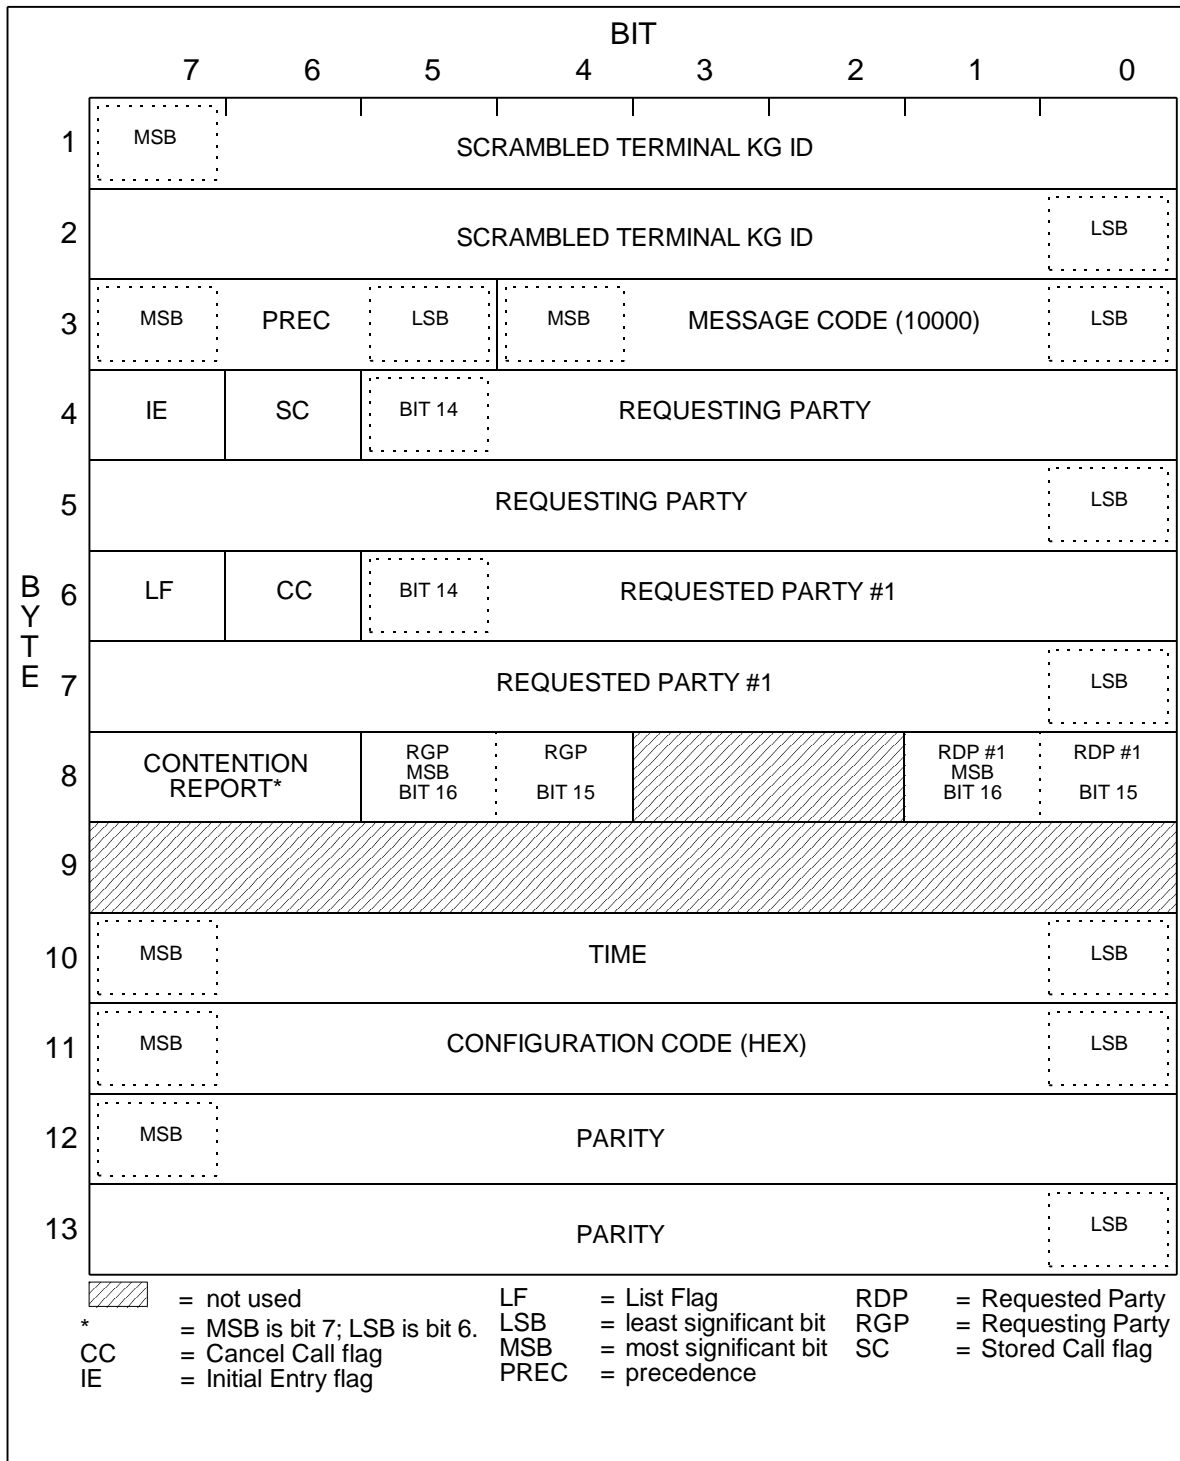 BIT
7 6 5 4 3 2 1 0
BYTE
1 MSB SCRAMBLED TERMINAL KG ID
2 SCRAMBLED TERMINAL KG ID LSB
3 MSB PREC LSB MSB MESSAGE CODE (10000) LSB
4 IE SC BIT 14 REQUESTING PARTY
5 REQUESTING PARTY LSB
6 LF CC BIT 14 REQUESTED PARTY #1
7 REQUESTED PARTY #1 LSB
8 CONTENTION REPORT* RGP MSB BIT 16 RGP BIT 15 RDP #1 MSB BIT 16 RDP #1 BIT 15
9
10 MSB TIME LSB
11 MSB CONFIGURATION CODE (HEX) LSB
12 MSB PARITY
13 PARITY LSB
= not used
* = MSB is bit 7; LSB is bit 6.
CC = Cancel Call flag
IE = Initial Entry flag
LF = List Flag
LSB = least significant bit
MSB = most significant bit
PREC = precedence
RDP = Requested Party
RGP = Requesting Party
SC = Stored Call flag